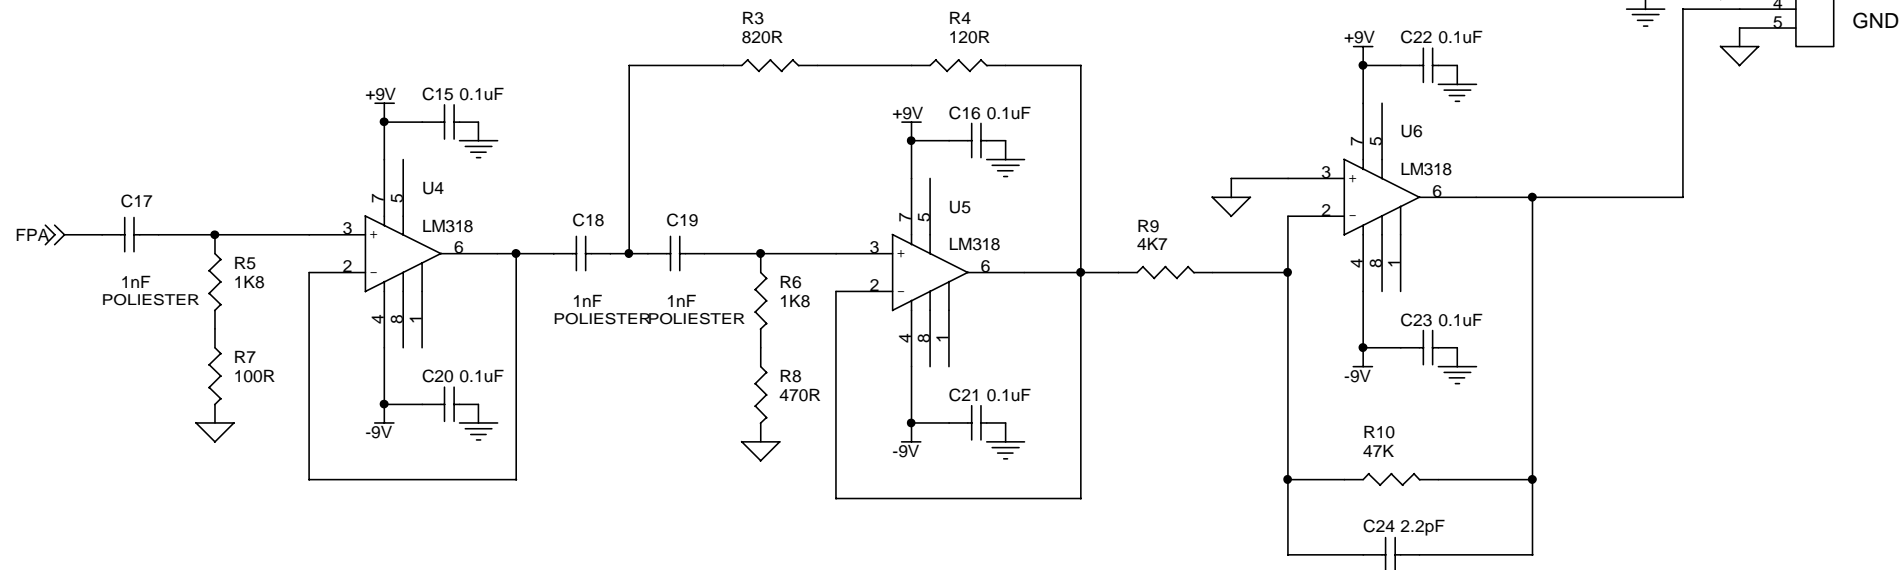 R3
820R
R4
120R
4
5
GND
+9V
C22 0.1uF
+9V
C15 0.1uF
+9V
C16 0.1uF
7
5
U6
LM318
3
+
2
−
6
4
8
1
C17
1nF
POLIESTER
FPA
7
5
U4
LM318
3
+
2
−
6
4
8
1
R5
1K8
R7
100R
C18
1nF
POLIESTER
C19
1nF
POLIESTER
7
5
U5
LM318
3
+
2
−
6
4
8
1
R6
1K8
R8
470R
R9
4K7
C20 0.1uF
-9V
C21 0.1uF
-9V
C23 0.1uF
-9V
R10
47K
C24 2.2pF